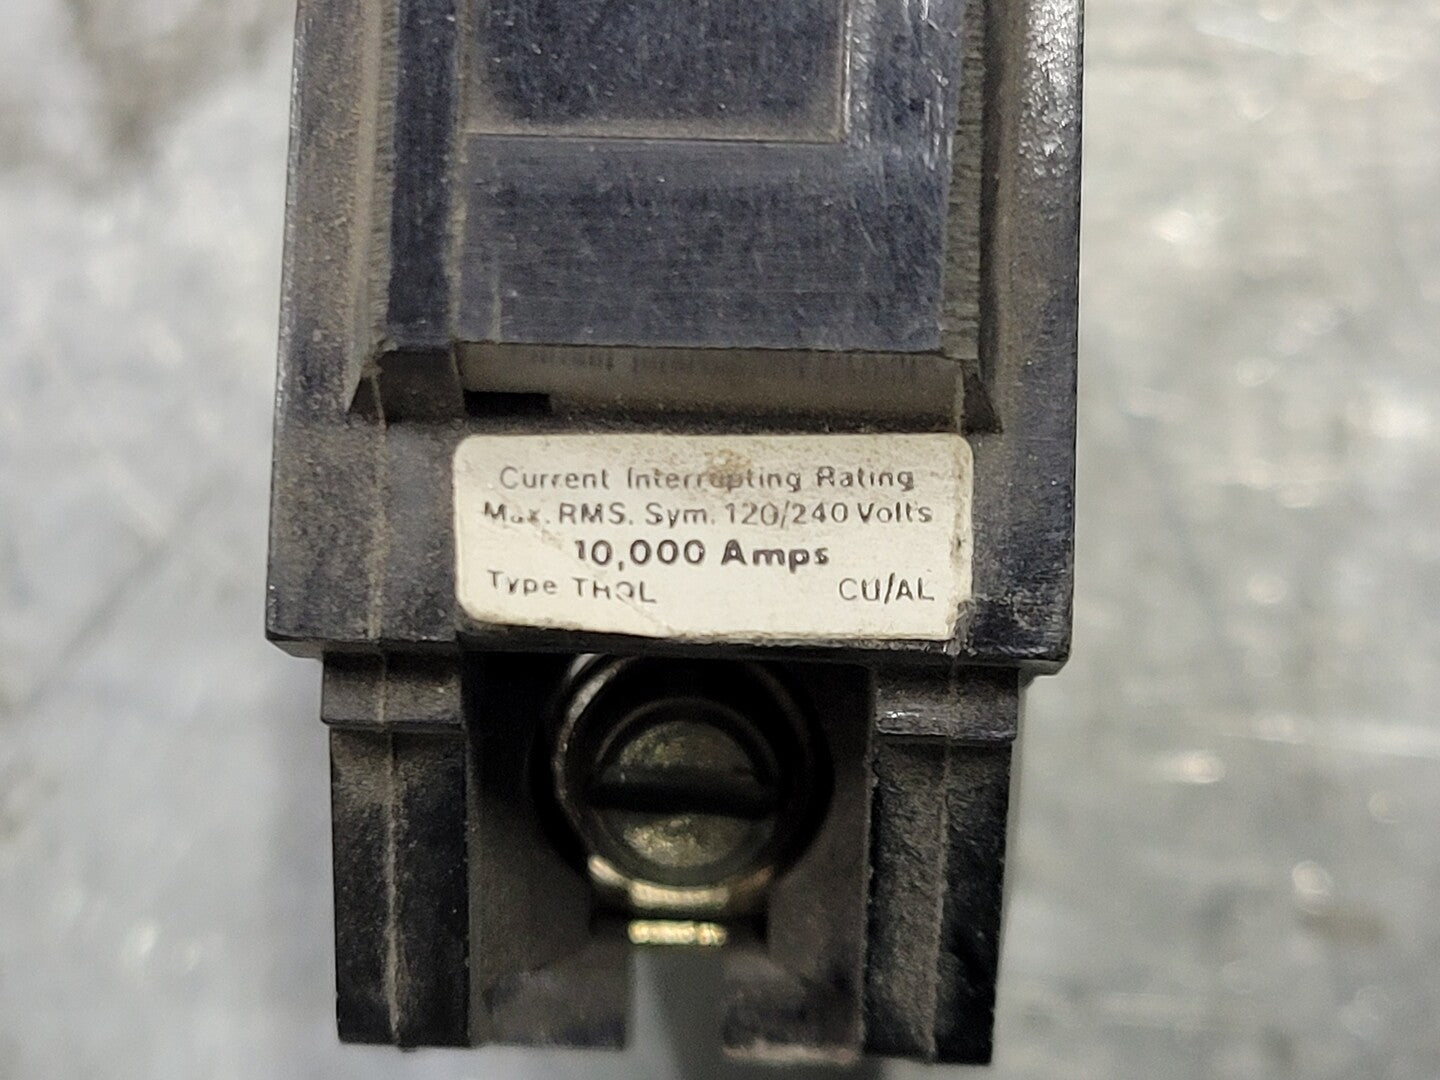 Current Interrupting Rating
Max. RMS. Sym. 120/240 Volts
10,000 Amps
Type THQL CU/AL